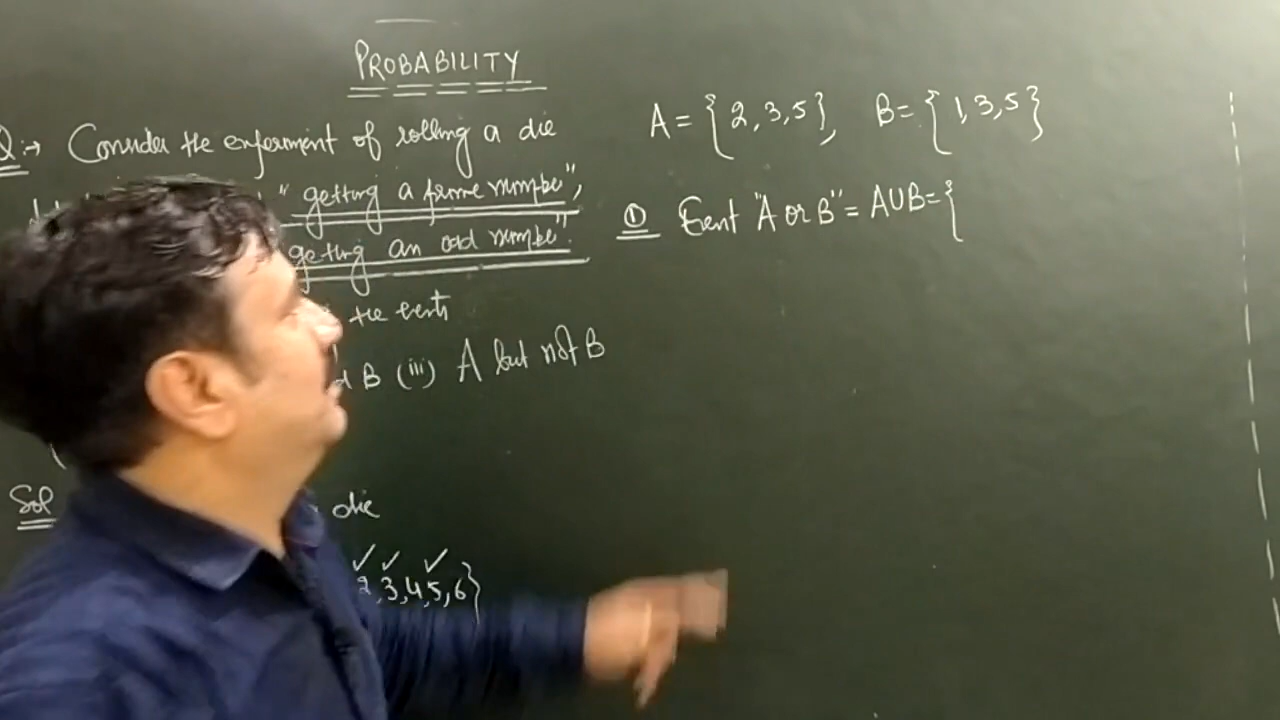 PROBABILITY
Q:→ Consider the experiment of rolling a die
"getting a prime number",
getting an odd number".
the events
B (iii) A but not B
Sol
die
2,3,4,5,6}
A = {2,3,5}, B = {1,3,5}
① Event "A or B" = A∪B = {